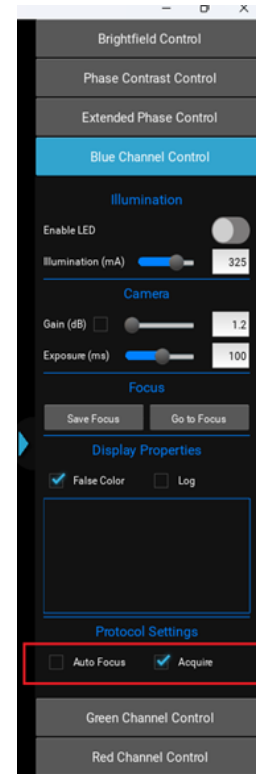 Brightfield Control
Phase Contrast Control
Extended Phase Control
Blue Channel Control
Illumination
Enable LED
Illumination (mA) 325
Camera
Gain (dB) 1.2
Exposure (ms) 100
Focus
Save Focus Go to Focus
Display Properties
False Color Log
Protocol Settings
Auto Focus Acquire
Green Channel Control
Red Channel Control